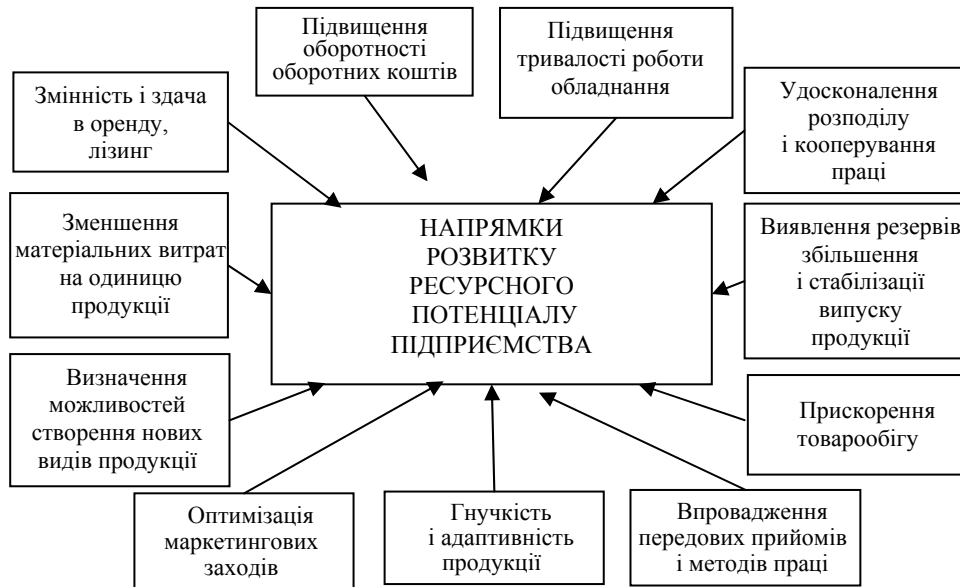 Підвищення
оборотності
оборотних коштів
Підвищення
тривалості роботи
обладнання
Змінність і здача
в оренду,
лізинг
Удосконалення
розподілу
і кооперування
праці
Зменшення
матеріальних витрат
на одиницю
продукції
НАПРЯМКИ
РОЗВИТКУ
РЕСУРСНОГО
ПОТЕНЦІАЛУ
ПІДПРИЄМСТВА
Виявлення резервів
збільшення
і стабілізації
випуску
продукції
Визначення
можливостей
створення нових
видів продукції
Прискорення
товарообігу
Оптимізація
маркетингових
заходів
Гнучкість
і адаптивність
продукції
Впровадження
передових прийомів
і методів праці